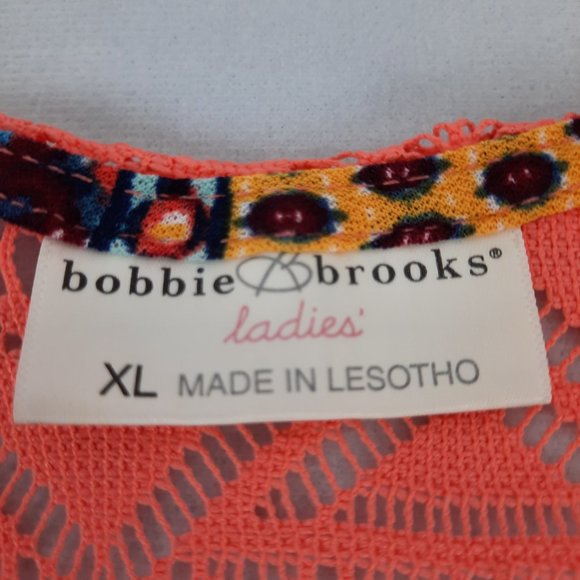 bobbie brooks®
ladies'
XL MADE IN LESOTHO